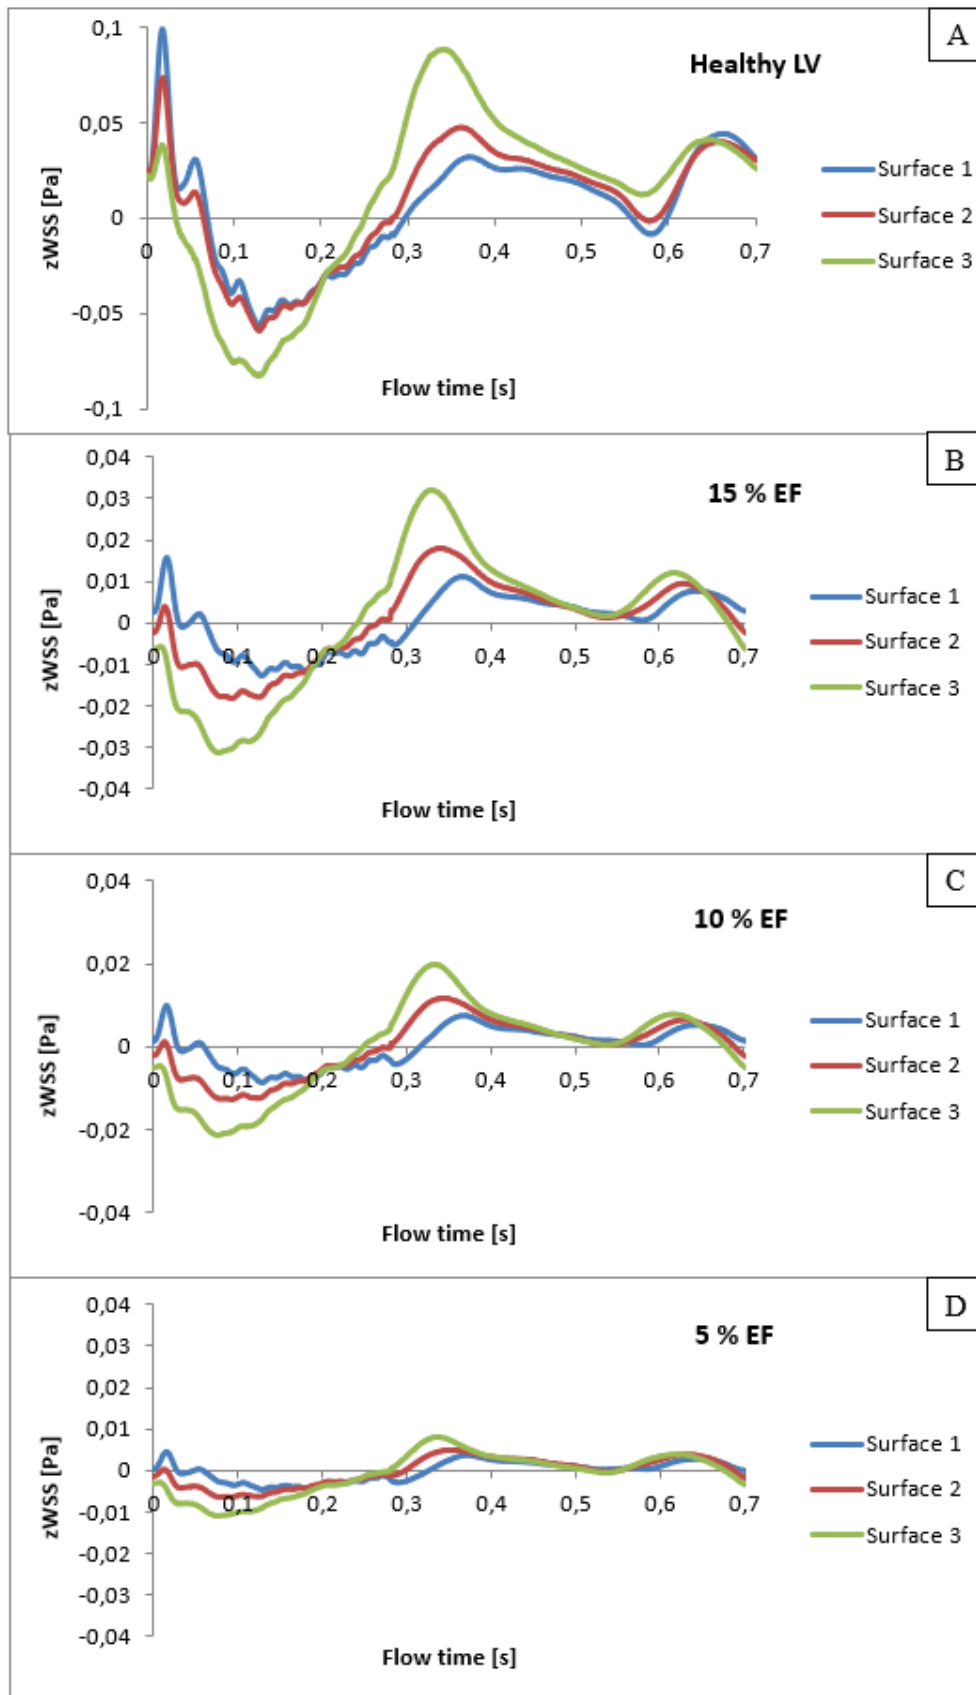 A
Healthy LV
zWSS [Pa]
0,1
0,05
0
-0,05
-0,1
0 0,1 0,2 0,3 0,4 0,5 0,6 0,7
Flow time [s]
Surface 1
Surface 2
Surface 3
B
15 % EF
zWSS [Pa]
0,04
0,03
0,02
0,01
0
-0,01
-0,02
-0,03
-0,04
0 0,1 0,2 0,3 0,4 0,5 0,6 0,7
Flow time [s]
Surface 1
Surface 2
Surface 3
C
10 % EF
zWSS [Pa]
0,04
0,02
0
-0,02
-0,04
0 0,1 0,2 0,3 0,4 0,5 0,6 0,7
Flow time [s]
Surface 1
Surface 2
Surface 3
D
5 % EF
zWSS [Pa]
0,04
0,03
0,02
0,01
0
-0,01
-0,02
-0,03
-0,04
0 0,1 0,2 0,3 0,4 0,5 0,6 0,7
Flow time [s]
Surface 1
Surface 2
Surface 3